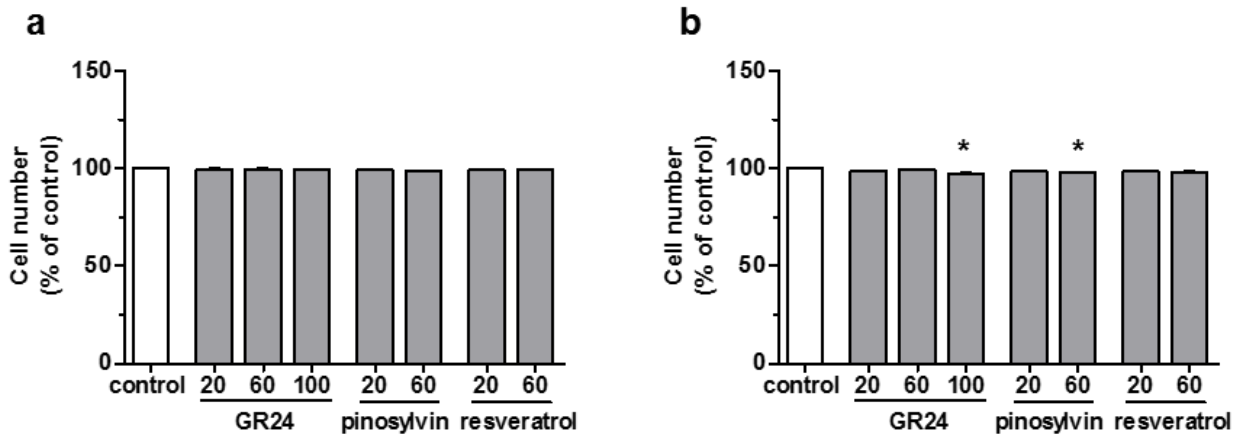 a
Cell number
(% of control)
150
100
50
0
control 20 60 100 20 60 20 60
GR24 pinosylvin resveratrol
b
Cell number
(% of control)
150
100
50
0
* *
control 20 60 100 20 60 20 60
GR24 pinosylvin resveratrol